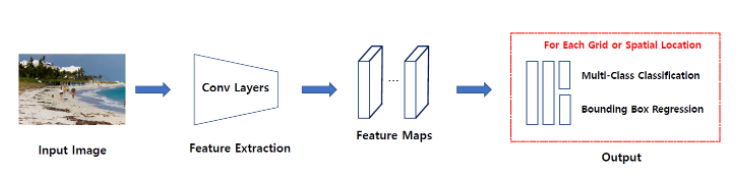 For Each Grid or Spatial Location
Conv Layers
...
Multi-Class Classification
Bounding Box Regression
Input Image
Feature Extraction
Feature Maps
Output